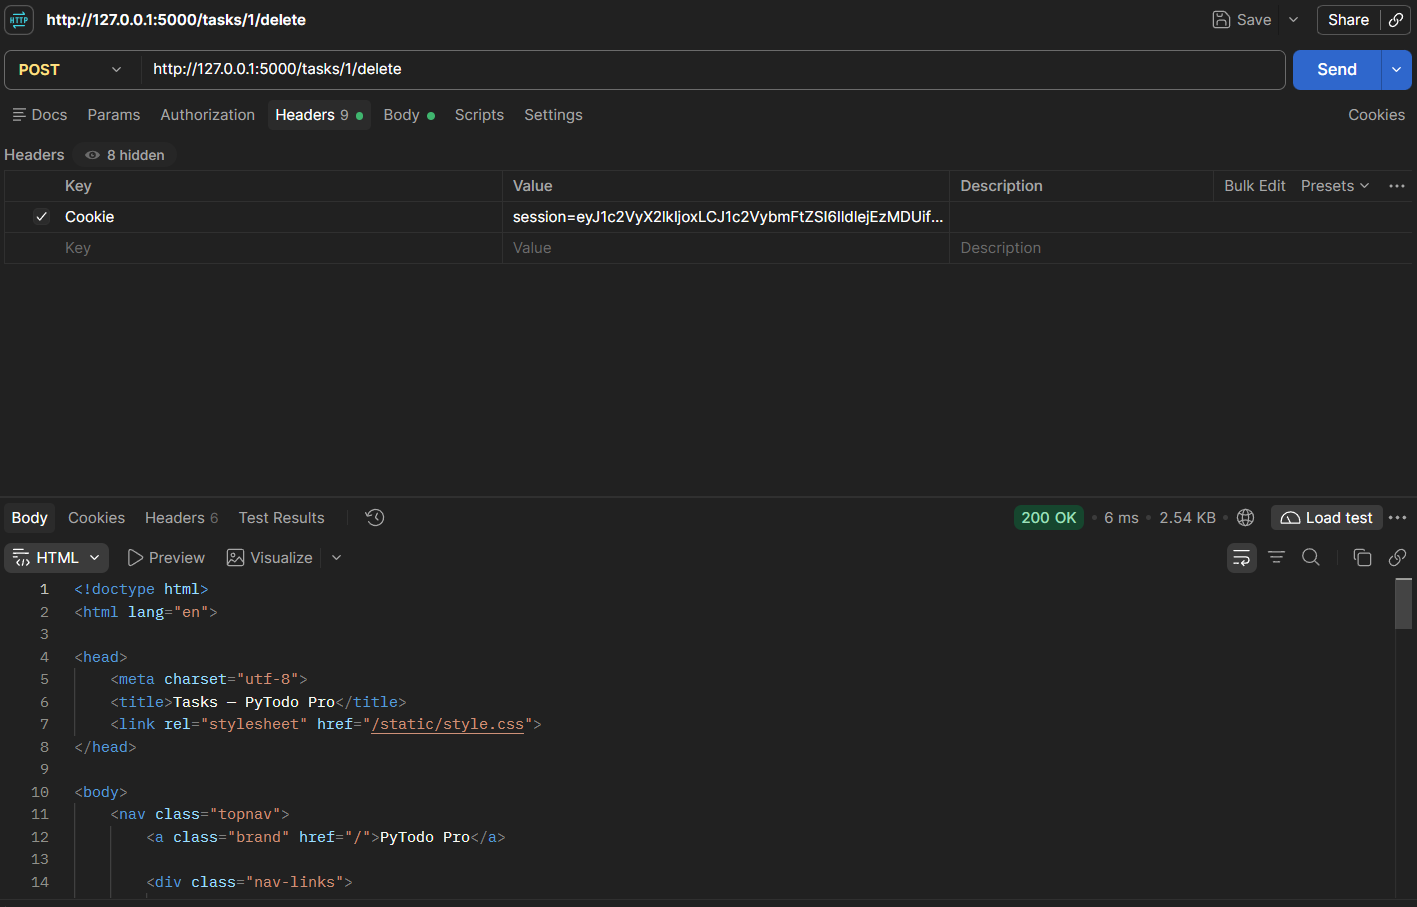 HTTP http://127.0.0.1:5000/tasks/1/delete Save Share
POST http://127.0.0.1:5000/tasks/1/delete Send
Docs Params Authorization Headers 9 Body Scripts Settings Cookies
Headers 8 hidden
Key Value Description Bulk Edit Presets
Cookie session=eyJ1c2VyX2lkIjoxLCJ1c2VybmFtZSI6IldlejEzMDUif...
Key Value Description
Body Cookies Headers 6 Test Results 200 OK 6 ms 2.54 KB Load test
HTML Preview Visualize
1 <!doctype html>
2 <html lang="en">
3
4 <head>
5 <meta charset="utf-8">
6 <title>Tasks — PyTodo Pro</title>
7 <link rel="stylesheet" href="/static/style.css">
8 </head>
9
10 <body>
11 <nav class="topnav">
12 <a class="brand" href="/">PyTodo Pro</a>
13
14 <div class="nav-links">